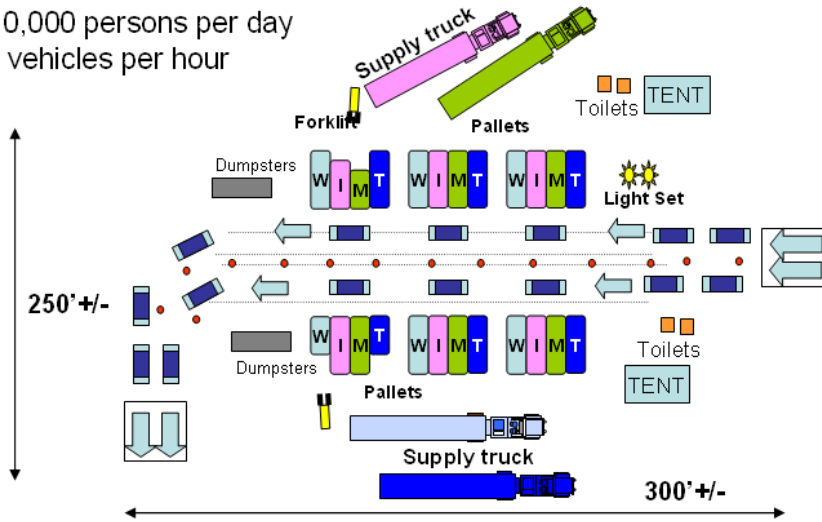 0,000 persons per day
vehicles per hour
Supply truck
Forklift
Pallets
Toilets
TENT
Dumpsters
W I M T
W I M T
W I M T
Light Set
250'+/-
W I M T
W I M T
W I M T
Dumpsters
Toilets
TENT
Pallets
Supply truck
300'+/-